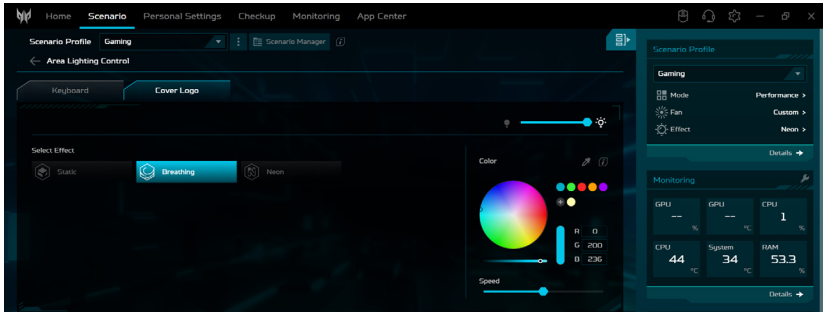 Home Scenario Personal Settings Checkup Monitoring App Center
Scenario Profile Gaming Scenario Manager
Area Lighting Control
Keyboard Cover Logo
Select Effect
Static Breathing Neon
Color
R 0
G 200
B 236
Speed
Scenario Profile
Gaming
Mode Performance >
Fan Custom >
Effect Neon >
Details →
Monitoring
GPU GPU CPU
-- -- 1
% °C %
CPU System RAM
44 34 53.3
°C °C %
Details →